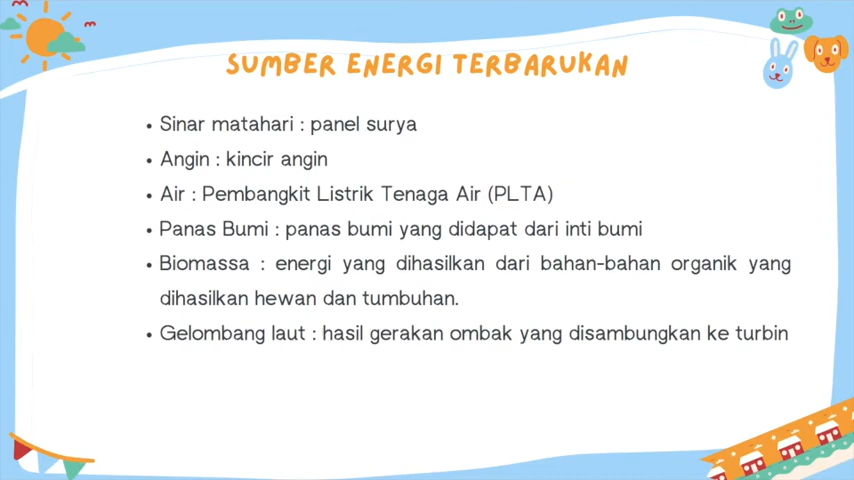 SUMBER ENERGI TERBARUKAN
• Sinar matahari : panel surya
• Angin : kincir angin
• Air : Pembangkit Listrik Tenaga Air (PLTA)
• Panas Bumi : panas bumi yang didapat dari inti bumi
• Biomassa : energi yang dihasilkan dari bahan-bahan organik yang
dihasilkan hewan dan tumbuhan.
• Gelombang laut : hasil gerakan ombak yang disambungkan ke turbin